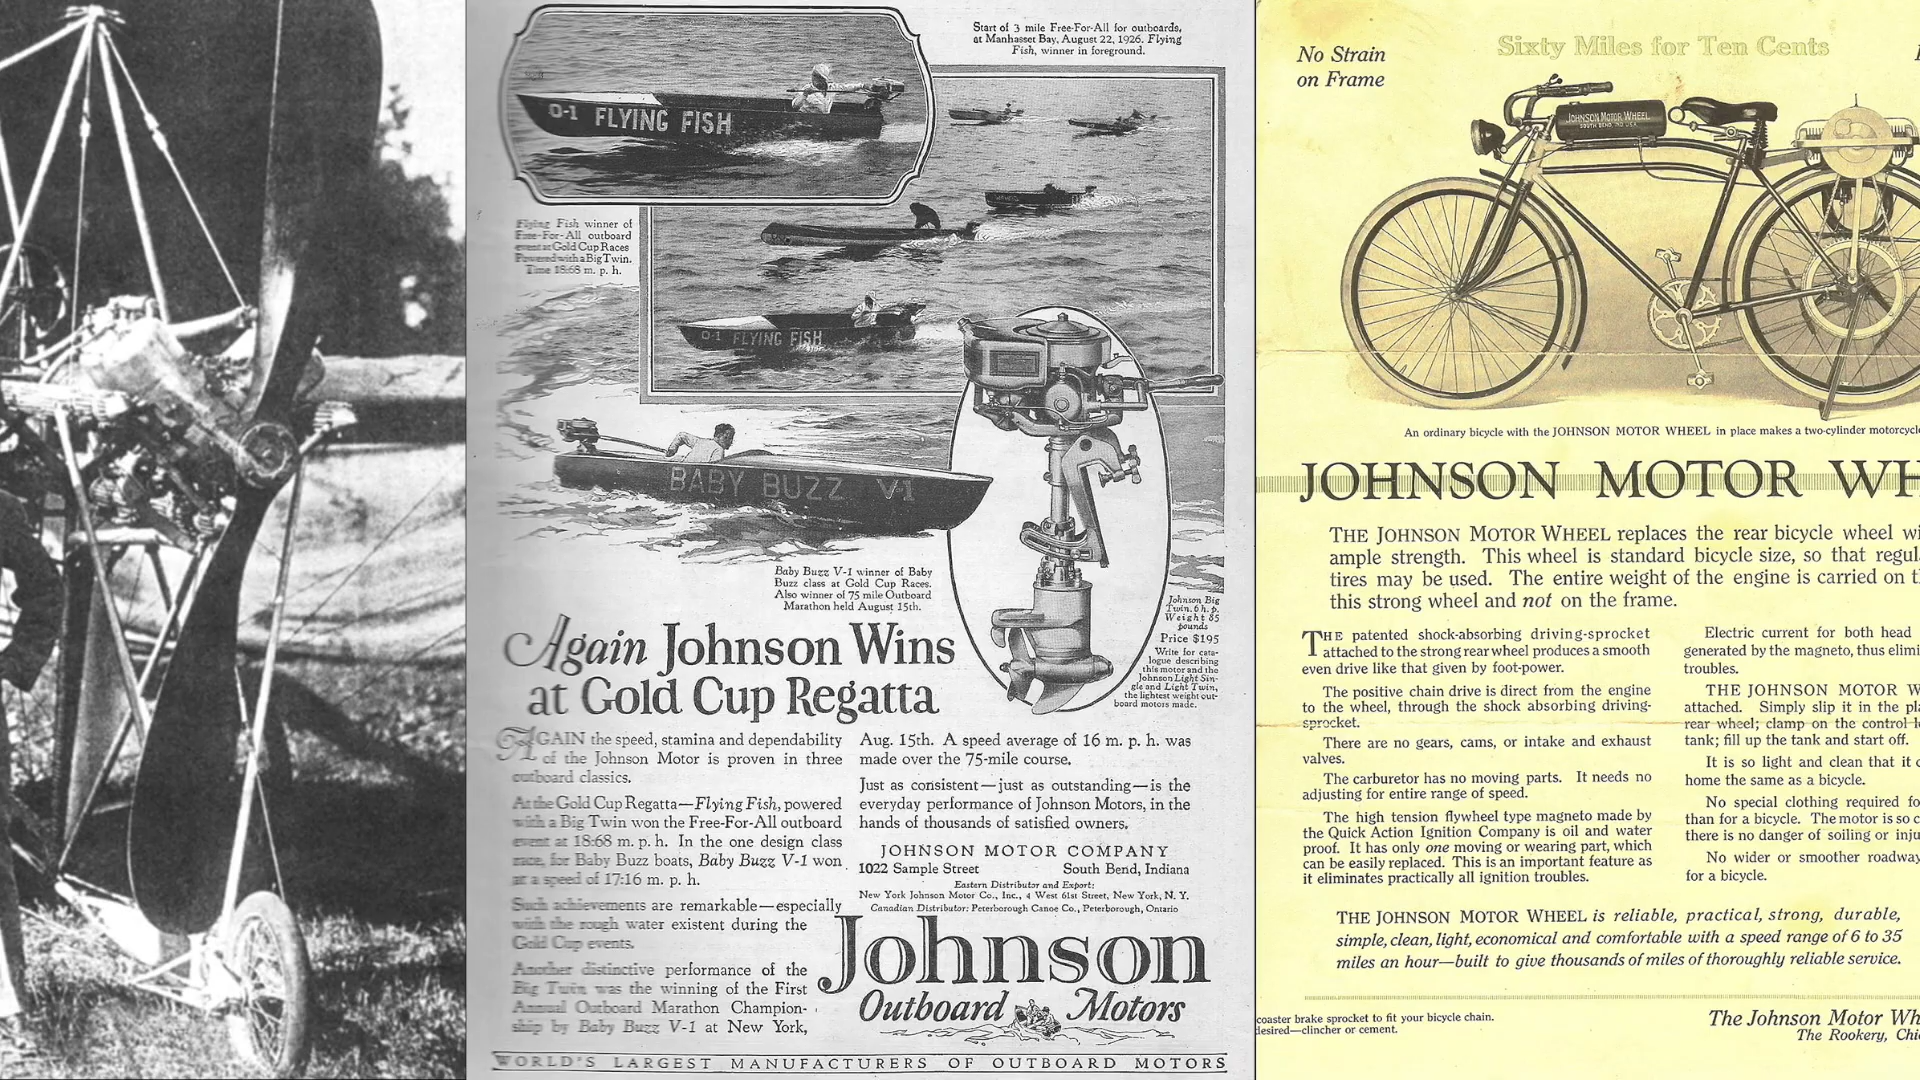 Start of 3 mile Free-For-All for outboards,
at Manhasset Bay, August 22, 1926. Flying
Fish, winner in foreground.
O-1 FLYING FISH
Flying Fish winner of
Free-For-All outboard
event at Gold Cup Races
Powered with a Big Twin.
Time 18:68 m. p. h.
O-1 FLYING FISH
BABY BUZZ V-1
Baby Buzz V-1 winner of Baby
Buzz class at Gold Cup Races.
Also winner of 75 mile Outboard
Marathon held August 15th.
Johnson Big
Twin. 6 h. p.
Weight 85
pounds
Price $195
Write for cata-
logue describing
this motor and the
Johnson Light Sin-
gle and Light Twin,
the lightest weight out-
board motors made.
Again Johnson Wins
at Gold Cup Regatta
AGAIN the speed, stamina and dependability
of the Johnson Motor is proven in three
outboard classics.
At the Gold Cup Regatta—Flying Fish, powered
with a Big Twin won the Free-For-All outboard
event at 18:68 m. p. h. In the one design class
race, for Baby Buzz boats, Baby Buzz V-1 won
at a speed of 17:16 m. p. h.
Such achievements are remarkable—especially
with the rough water existent during the
Gold Cup events.
Another distinctive performance of the
Big Twin was the winning of the First
Annual Outboard Marathon Champion-
ship by Baby Buzz V-1 at New York,
Aug. 15th. A speed average of 16 m. p. h. was
made over the 75-mile course.
Just as consistent—just as outstanding—is the
everyday performance of Johnson Motors, in the
hands of thousands of satisfied owners.
JOHNSON MOTOR COMPANY
1022 Sample Street South Bend, Indiana
Eastern Distributor and Export:
New York Johnson Motor Co., Inc., 4 West 61st Street, New York, N. Y.
Canadian Distributor: Peterborough Canoe Co., Peterborough, Ontario
Johnson
Outboard Motors
WORLD'S LARGEST MANUFACTURERS OF OUTBOARD MOTORS
Sixty Miles for Ten Cents
No Strain
on Frame
JOHNSON MOTOR WHEEL
SOUTH BEND, IND. U.S.A.
An ordinary bicycle with the JOHNSON MOTOR WHEEL in place makes a two-cylinder motorcycle
JOHNSON MOTOR WH
THE JOHNSON MOTOR WHEEL replaces the rear bicycle wheel wi
ample strength. This wheel is standard bicycle size, so that regul
tires may be used. The entire weight of the engine is carried on t
this strong wheel and not on the frame.
THE patented shock-absorbing driving-sprocket
attached to the strong rear wheel produces a smooth
even drive like that given by foot-power.
The positive chain drive is direct from the engine
to the wheel, through the shock absorbing driving-
sprocket.
There are no gears, cams, or intake and exhaust
valves.
The carburetor has no moving parts. It needs no
adjusting for entire range of speed.
The high tension flywheel type magneto made by
the Quick Action Ignition Company is oil and water
proof. It has only one moving or wearing part, which
can be easily replaced. This is an important feature as
it eliminates practically all ignition troubles.
Electric current for both head
generated by the magneto, thus elimi
troubles.
THE JOHNSON MOTOR W
attached. Simply slip it in the pla
rear wheel; clamp on the control l
tank; fill up the tank and start off.
It is so light and clean that it c
home the same as a bicycle.
No special clothing required fo
than for a bicycle. The motor is so c
there is no danger of soiling or inju
No wider or smoother roadway
for a bicycle.
THE JOHNSON MOTOR WHEEL is reliable, practical, strong, durable,
simple, clean, light, economical and comfortable with a speed range of 6 to 35
miles an hour—built to give thousands of miles of thoroughly reliable service.
coaster brake sprocket to fit your bicycle chain.
desired—clincher or cement.
The Johnson Motor Wh
The Rookery, Chi